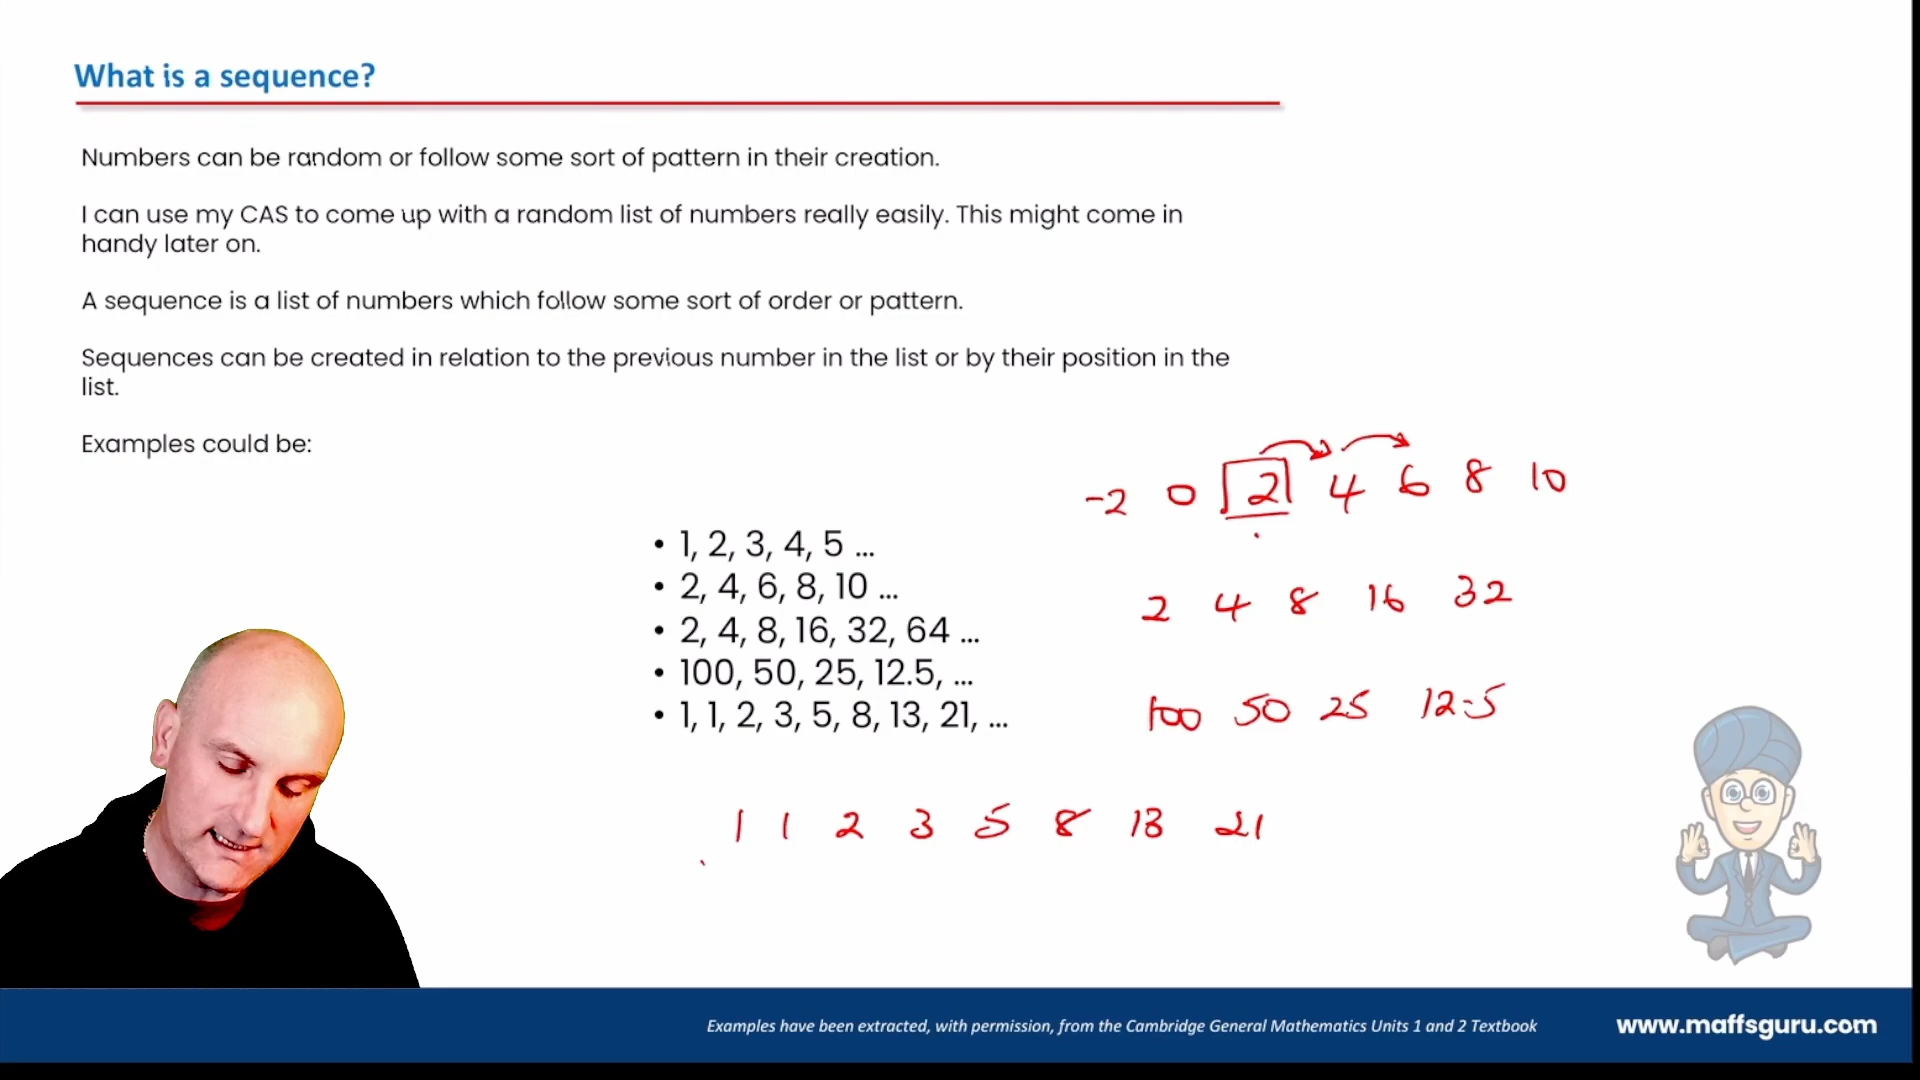 What is a sequence?
Numbers can be random or follow some sort of pattern in their creation.
I can use my CAS to come up with a random list of numbers really easily. This might come in
handy later on.
A sequence is a list of numbers which follow some sort of order or pattern.
Sequences can be created in relation to the previous number in the list or by their position in the
list.
Examples could be:
-2 0 2 4 6 8 10
• 1, 2, 3, 4, 5 ...
• 2, 4, 6, 8, 10 ...
• 2, 4, 8, 16, 32, 64 ...
• 100, 50, 25, 12.5, ...
• 1, 1, 2, 3, 5, 8, 13, 21, ...
2 4 8 16 32
100 50 25 12.5
1 1 2 3 5 8 13 21
Examples have been extracted, with permission, from the Cambridge General Mathematics Units 1 and 2 Textbook
www.maffsguru.com